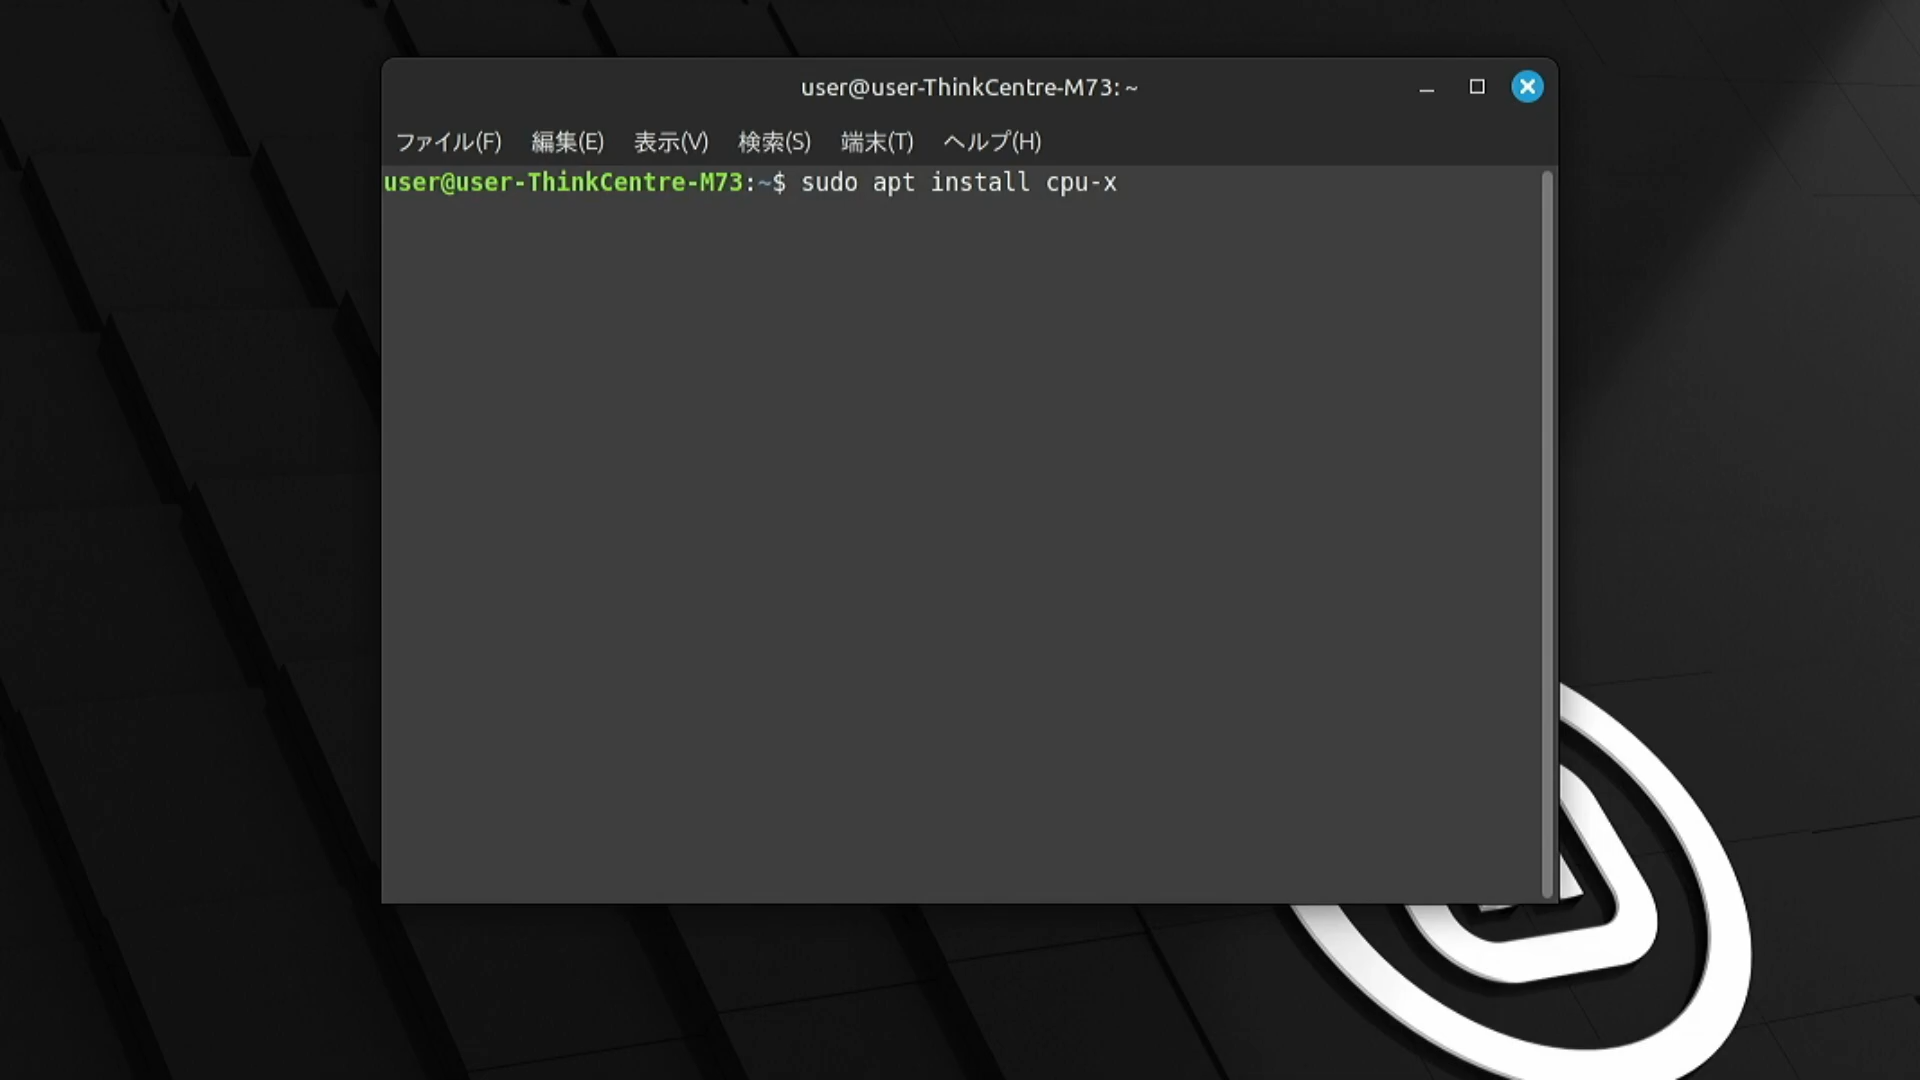 user@user-ThinkCentre-M73: ~
ファイル(F) 編集(E) 表示(V) 検索(S) 端末(T) ヘルプ(H)
user@user-ThinkCentre-M73:~$ sudo apt install cpu-x